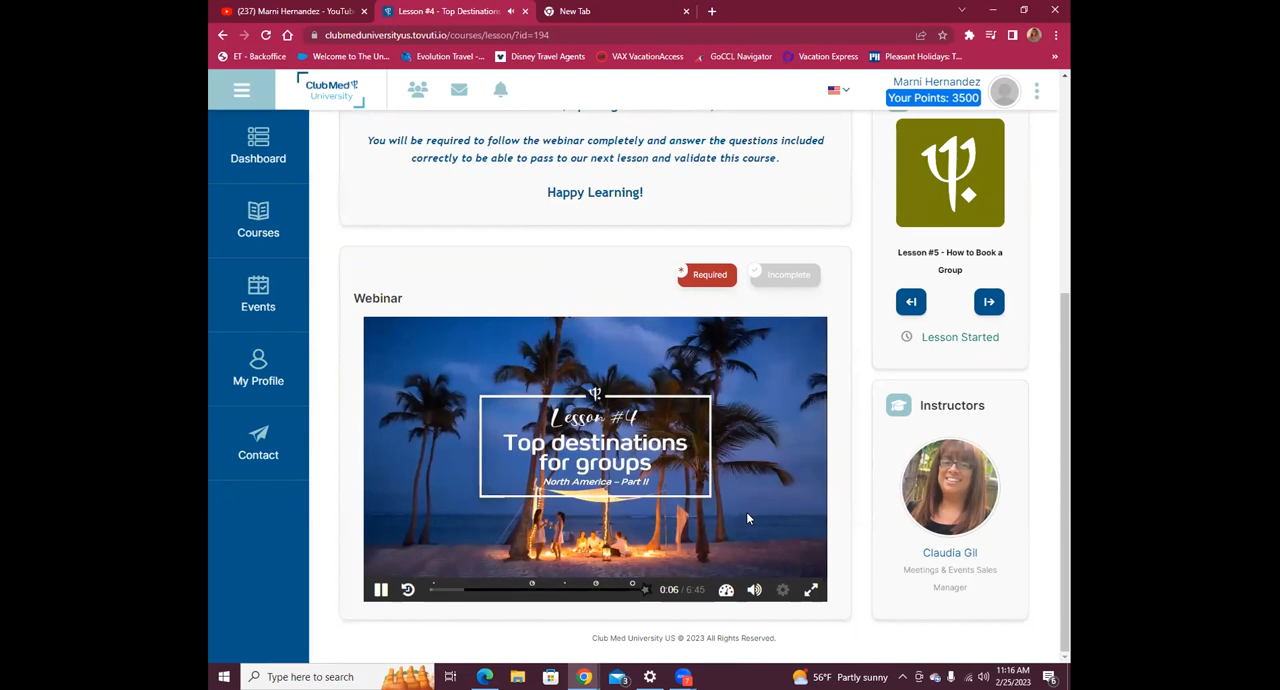 (237) Marni Hernandez - YouTub
Lesson #4 - Top Destinations
New Tab
clubmeduniversityus.tovuti.io/courses/lesson/?id=194
ET - Backoffice
Welcome to The Un...
Evolution Travel -...
Disney Travel Agents
VAX VacationAccess
GoCCL Navigator
Vacation Express
Pleasant Holidays: T...
»
Club Med
University
Marni Hernandez
Your Points: 3500
Dashboard
Courses
Events
My Profile
Contact
You will be required to follow the webinar completely and answer the questions included
correctly to be able to pass to our next lesson and validate this course.
Happy Learning!
* Required
Incomplete
Webinar
Lesson #4
Top destinations
for groups
North America – Part II
0:06 / 6:45
Lesson #5 - How to Book a
Group
Lesson Started
Instructors
Claudia Gil
Meetings & Events Sales
Manager
Club Med University US © 2023 All Rights Reserved.
Type here to search
56°F Partly sunny
11:16 AM
2/25/2023